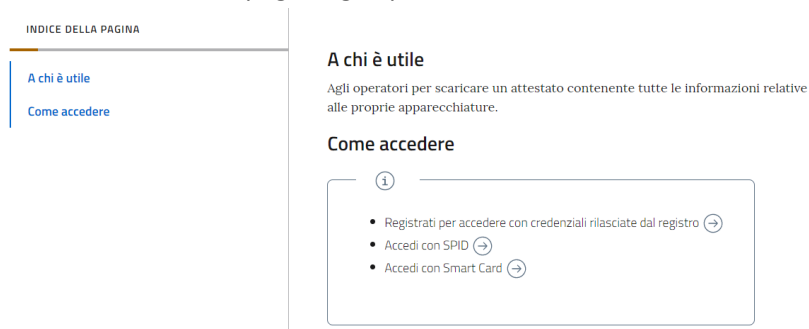 INDICE DELLA PAGINA
A chi è utile
Come accedere
A chi è utile
Agli operatori per scaricare un attestato contenente tutte le informazioni relative
alle proprie apparecchiature.
Come accedere
Registrati per accedere con credenziali rilasciate dal registro
Accedi con SPID
Accedi con Smart Card